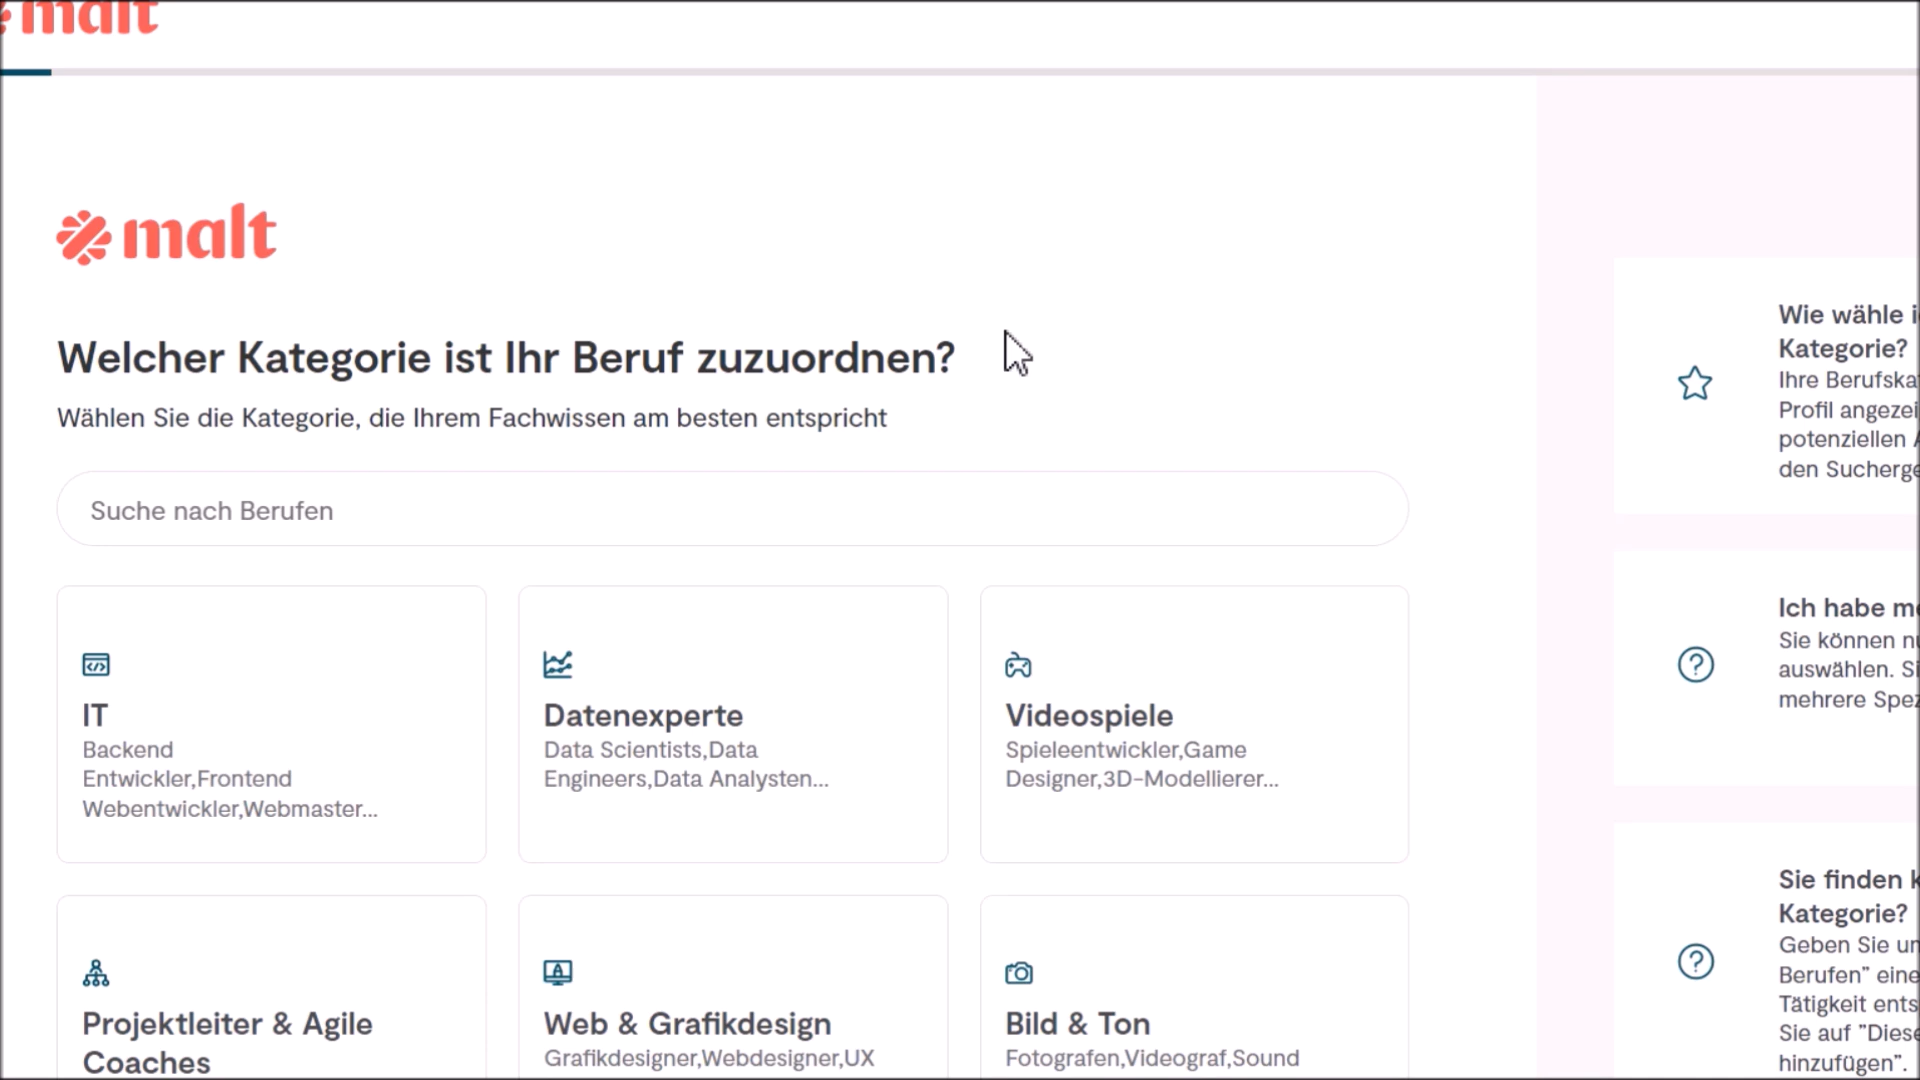 malt
malt
Welcher Kategorie ist Ihr Beruf zuzuordnen?
Wählen Sie die Kategorie, die Ihrem Fachwissen am besten entspricht
Suche nach Berufen
IT
Backend
Entwickler,Frontend
Webentwickler,Webmaster...
Datenexperte
Data Scientists,Data
Engineers,Data Analysten...
Videospiele
Spieleentwickler,Game
Designer,3D-Modellierer...
Projektleiter & Agile
Coaches
Web & Grafikdesign
Grafikdesigner,Webdesigner,UX
Bild & Ton
Fotografen,Videograf,Sound
Wie wähle
Kategorie?
Ihre
Profil
potenziellen
den
Ich habe
Sie können
auswählen.
mehrere
Sie finden
Kategorie?
Geben Sie
Berufen"
Tätigkeit
Sie auf
hinzufügen".